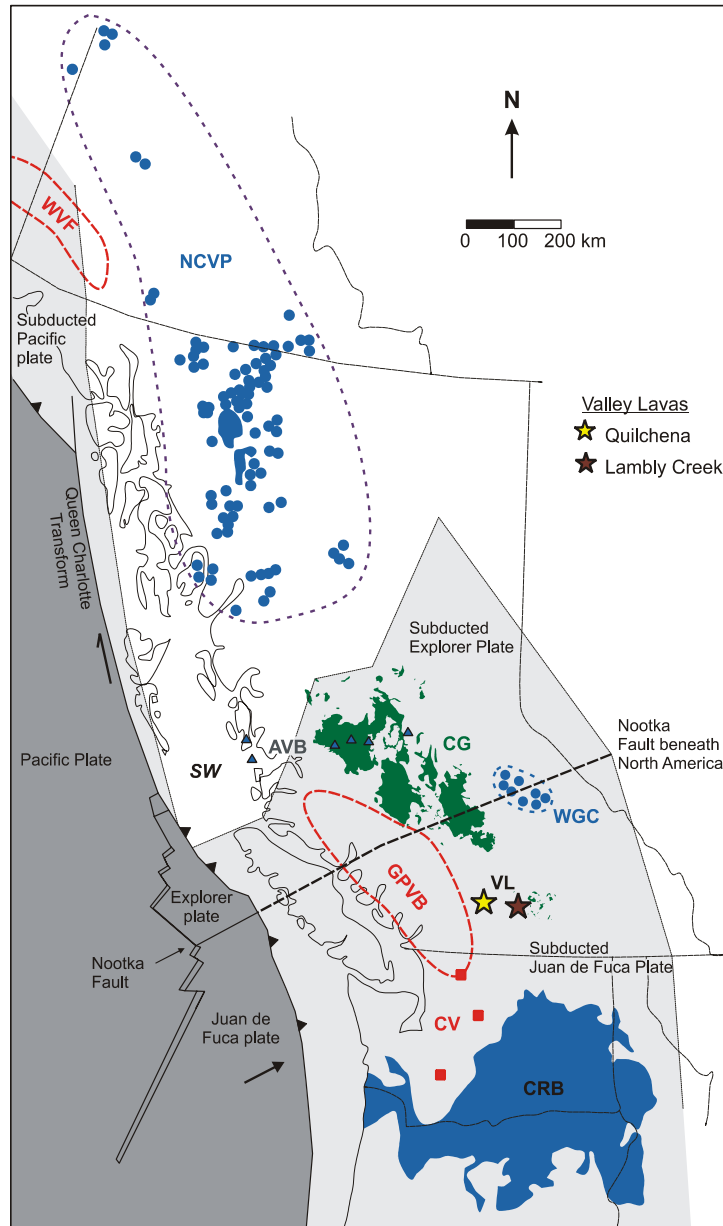 N
0 100 200 km
WVF
NCVP
Subducted
Pacific
plate
Valley Lavas
Quilchena
Lambly Creek
Queen Charlotte
Transform
Subducted
Explorer Plate
Pacific Plate
SW
AVB
CG
Nootka
Fault beneath
North America
WGC
GPVB
VL
Explorer
plate
Nootka
Fault
Subducted
Juan de Fuca Plate
Juan de
Fuca plate
CV
CRB